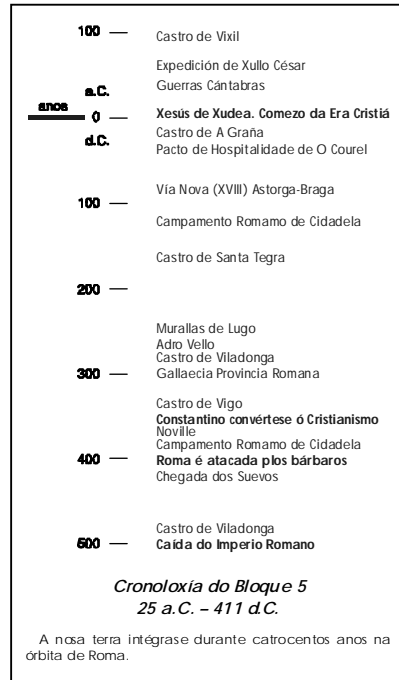 100 — Castro de Vixil
Expedición de Xullo César
a.C. Guerras Cántabras
anos
0 Xesús de Xudea. Comezo da Era Cristiá
d.C. Castro de A Graña
Pacto de Hospitalidade de O Courel
Vía Nova (XVIII) Astorga-Braga
100 —
Campamento Romamo de Cidadela
Castro de Santa Tegra
200 —
Murallas de Lugo
Adro Vello
Castro de Viladonga
300 — Gallaecia Provincia Romana
Castro de Vigo
Constantino convértese ó Cristianismo
Noville
Campamento Romamo de Cidadela
400 — Roma é atacada plos bárbaros
Chegada dos Suevos
Castro de Viladonga
500 — Caída do Imperio Romano
Cronoloxía do Bloque 5
25 a.C. – 411 d.C.
A nosa terra intégrase durante catrocentos anos na
órbita de Roma.